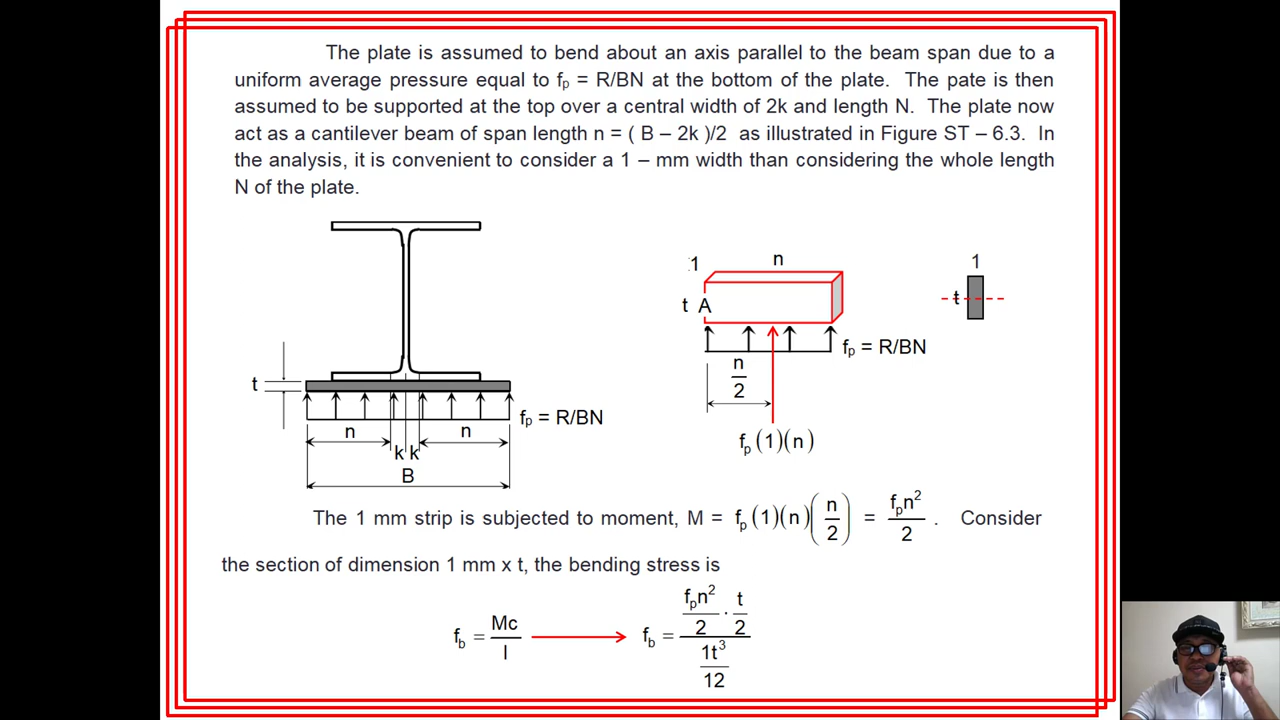 The plate is assumed to bend about an axis parallel to the beam span due to a
uniform average pressure equal to fₚ = R/BN at the bottom of the plate. The pate is then
assumed to be supported at the top over a central width of 2k and length N. The plate now
act as a cantilever beam of span length n = ( B – 2k )/2 as illustrated in Figure ST – 6.3. In
the analysis, it is convenient to consider a 1 – mm width than considering the whole length
N of the plate.
t
n
n
k k
B
fₚ = R/BN
1
n
t A
fₚ = R/BN
n/2
fₚ(1)(n)
1
t
The 1 mm strip is subjected to moment, M = fₚ(1)(n)(n/2) = fₚn²/2 . Consider
the section of dimension 1 mm x t, the bending stress is
f_b = Mc/I
f_b = (fₚn²/2 · t/2)/(1t³/12)